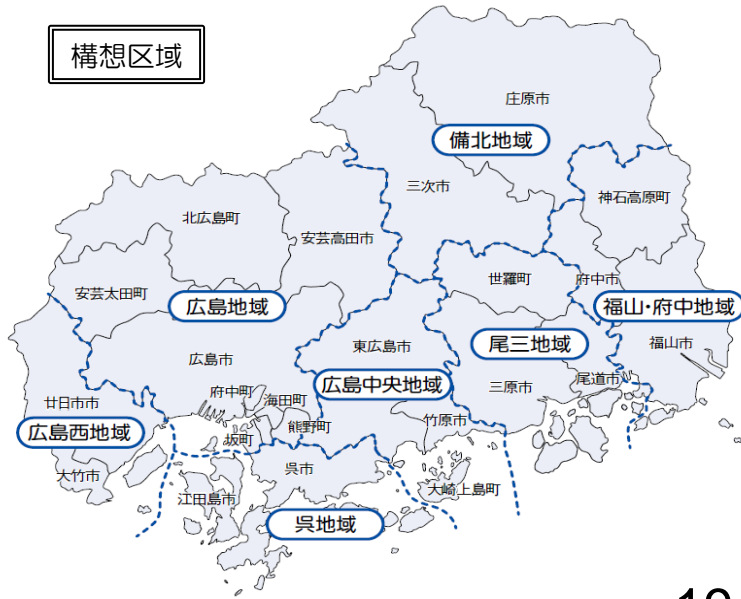 構想区域
庄原市
備北地域
三次市
神石高原町
北広島町
安芸高田市
世羅町
府中市
安芸太田町
広島地域
福山・府中地域
東広島市
尾三地域
福山市
広島市
尾道市
広島中央地域
三原市
府中町
海田町
廿日市市
熊野町
竹原市
広島西地域
坂町
大竹市
呉市
大崎上島町
江田島市
呉地域